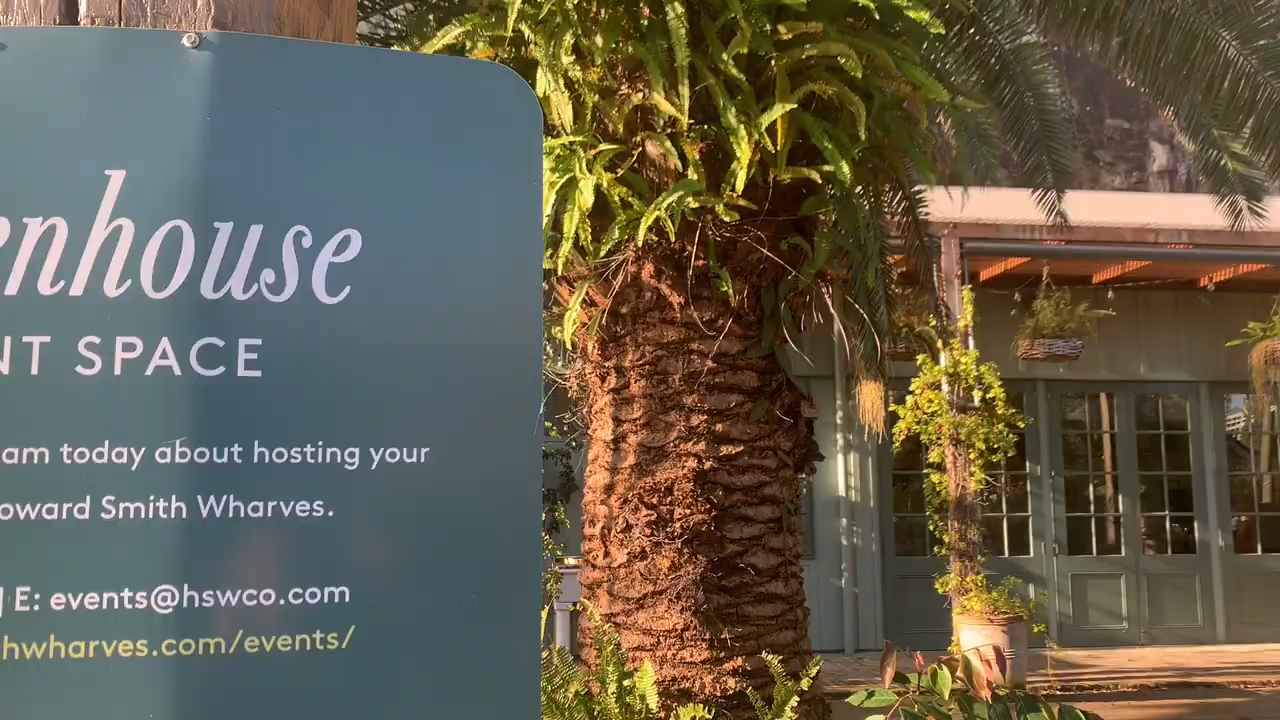 enhouse
NT SPACE
am today about hosting your
oward Smith Wharves.
| E: events@hswco.com
hwharves.com/events/